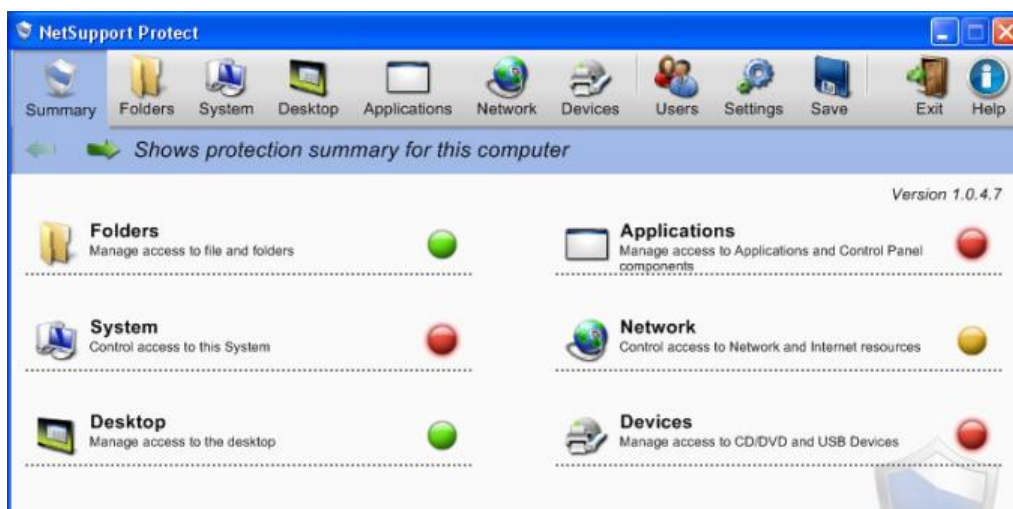 NetSupport Protect
Summary Folders System Desktop Applications Network Devices Users Settings Save Exit Help
Shows protection summary for this computer
Version 1.0.4.7
Folders
Manage access to file and folders
Applications
Manage access to Applications and Control Panel
components
System
Control access to this System
Network
Control access to Network and Internet resources
Desktop
Manage access to the desktop
Devices
Manage access to CD/DVD and USB Devices